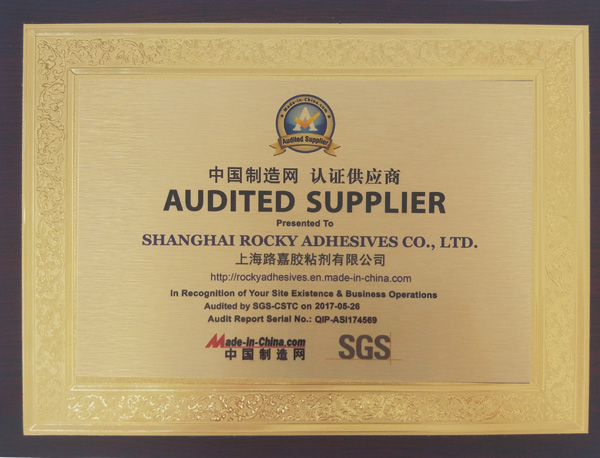 Made-in-China.com
Audited Supplier
中国制造网 认证供应商
AUDITED SUPPLIER
Presented To
SHANGHAI ROCKY ADHESIVES CO., LTD.
上海路嘉胶粘剂有限公司
http://rockyadhesives.en.made-in-china.com
In Recognition of Your Site Existence & Business Operations
Audited by SGS-CSTC on 2017-05-26
Audit Report Serial No.: QIP-ASI174569
Made-in-China.com
中国制造网
SGS